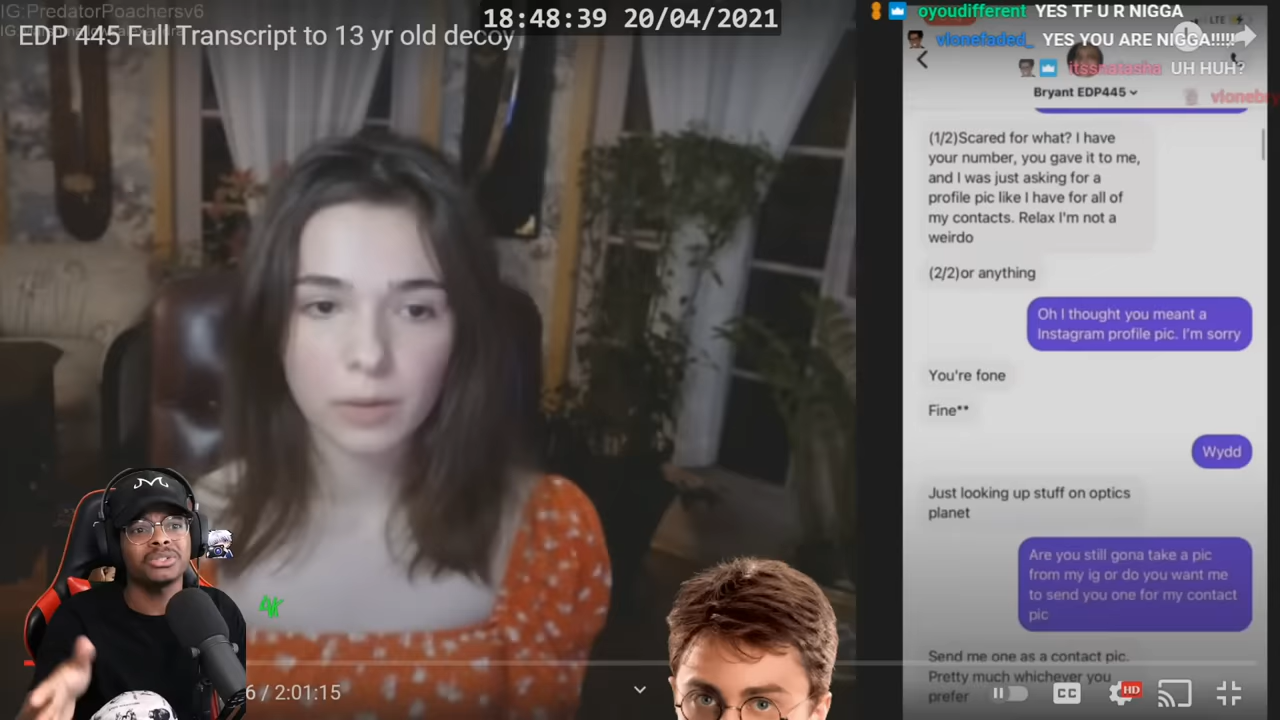 IG:PredatorPoachersv6
EDP 445 Full Transcript to 13 yr old decoy
18:48:39 20/04/2021
oyoudifferent YES TF U R NIGGA
vlonefaded_ YES YOU ARE NIGGA!!!!!
itssnatasha UH HUH?
LTE
Bryant EDP445
(1/2)Scared for what? I have
your number, you gave it to me,
and I was just asking for a
profile pic like I have for all of
my contacts. Relax I'm not a
weirdo
(2/2)or anything
Oh I thought you meant a
Instagram profile pic. I'm sorry
You're fone
Fine**
Wydd
Just looking up stuff on optics
planet
Are you still gona take a pic
from my ig or do you want me
to send you one for my contact
pic
Send me one as a contact pic.
Pretty much whichever you
prefer
6 / 2:01:15
CC
HD